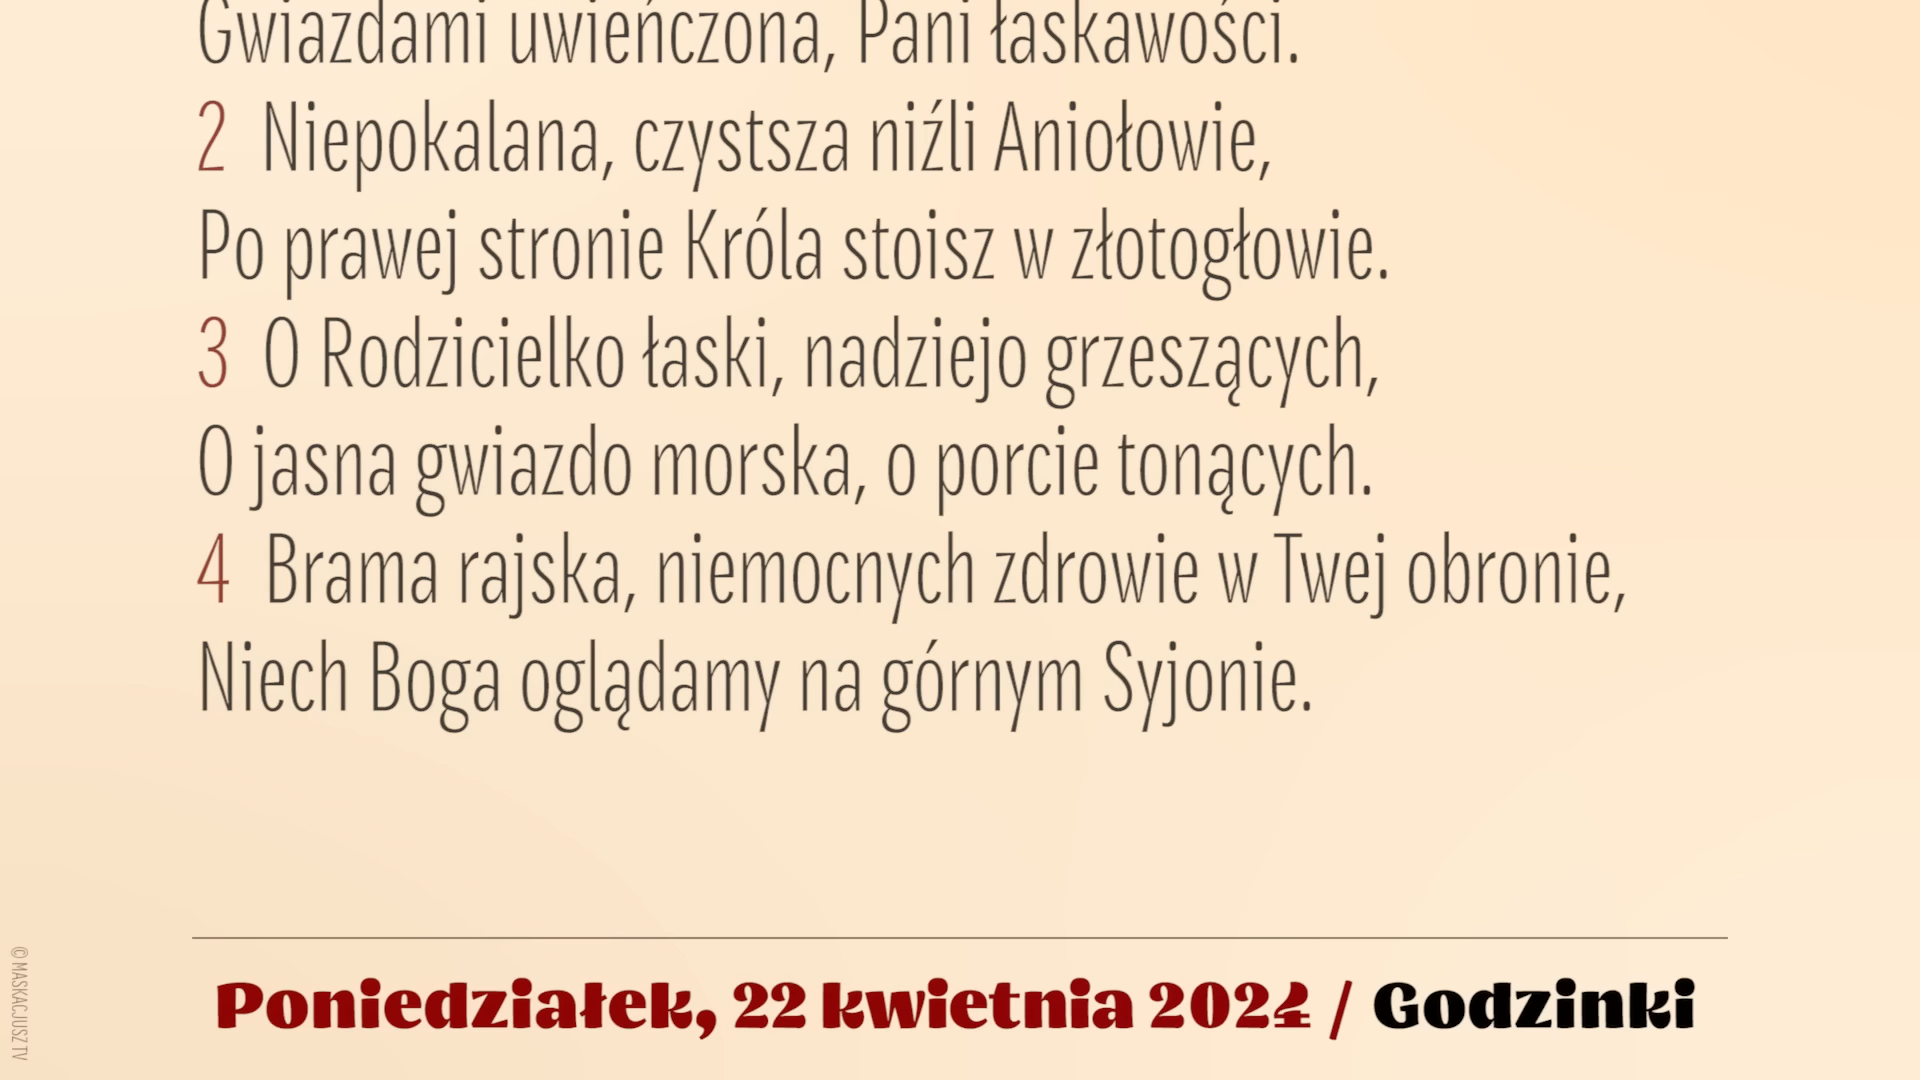 Gwiazdami uwieńczona, Pani łaskawości.
2 Niepokalana, czystsza niźli Aniołowie,
Po prawej stronie Króla stoisz w złotogłowie.
3 O Rodzicielko łaski, nadziejo grzeszących,
O jasna gwiazdo morska, o porcie tonących.
4 Brama rajska, niemocnych zdrowie w Twej obronie,
Niech Boga oglądamy na górnym Syjonie.
Poniedziałek, 22 kwietnia 2024 / Godzinki
© MASKACJUSZ TV